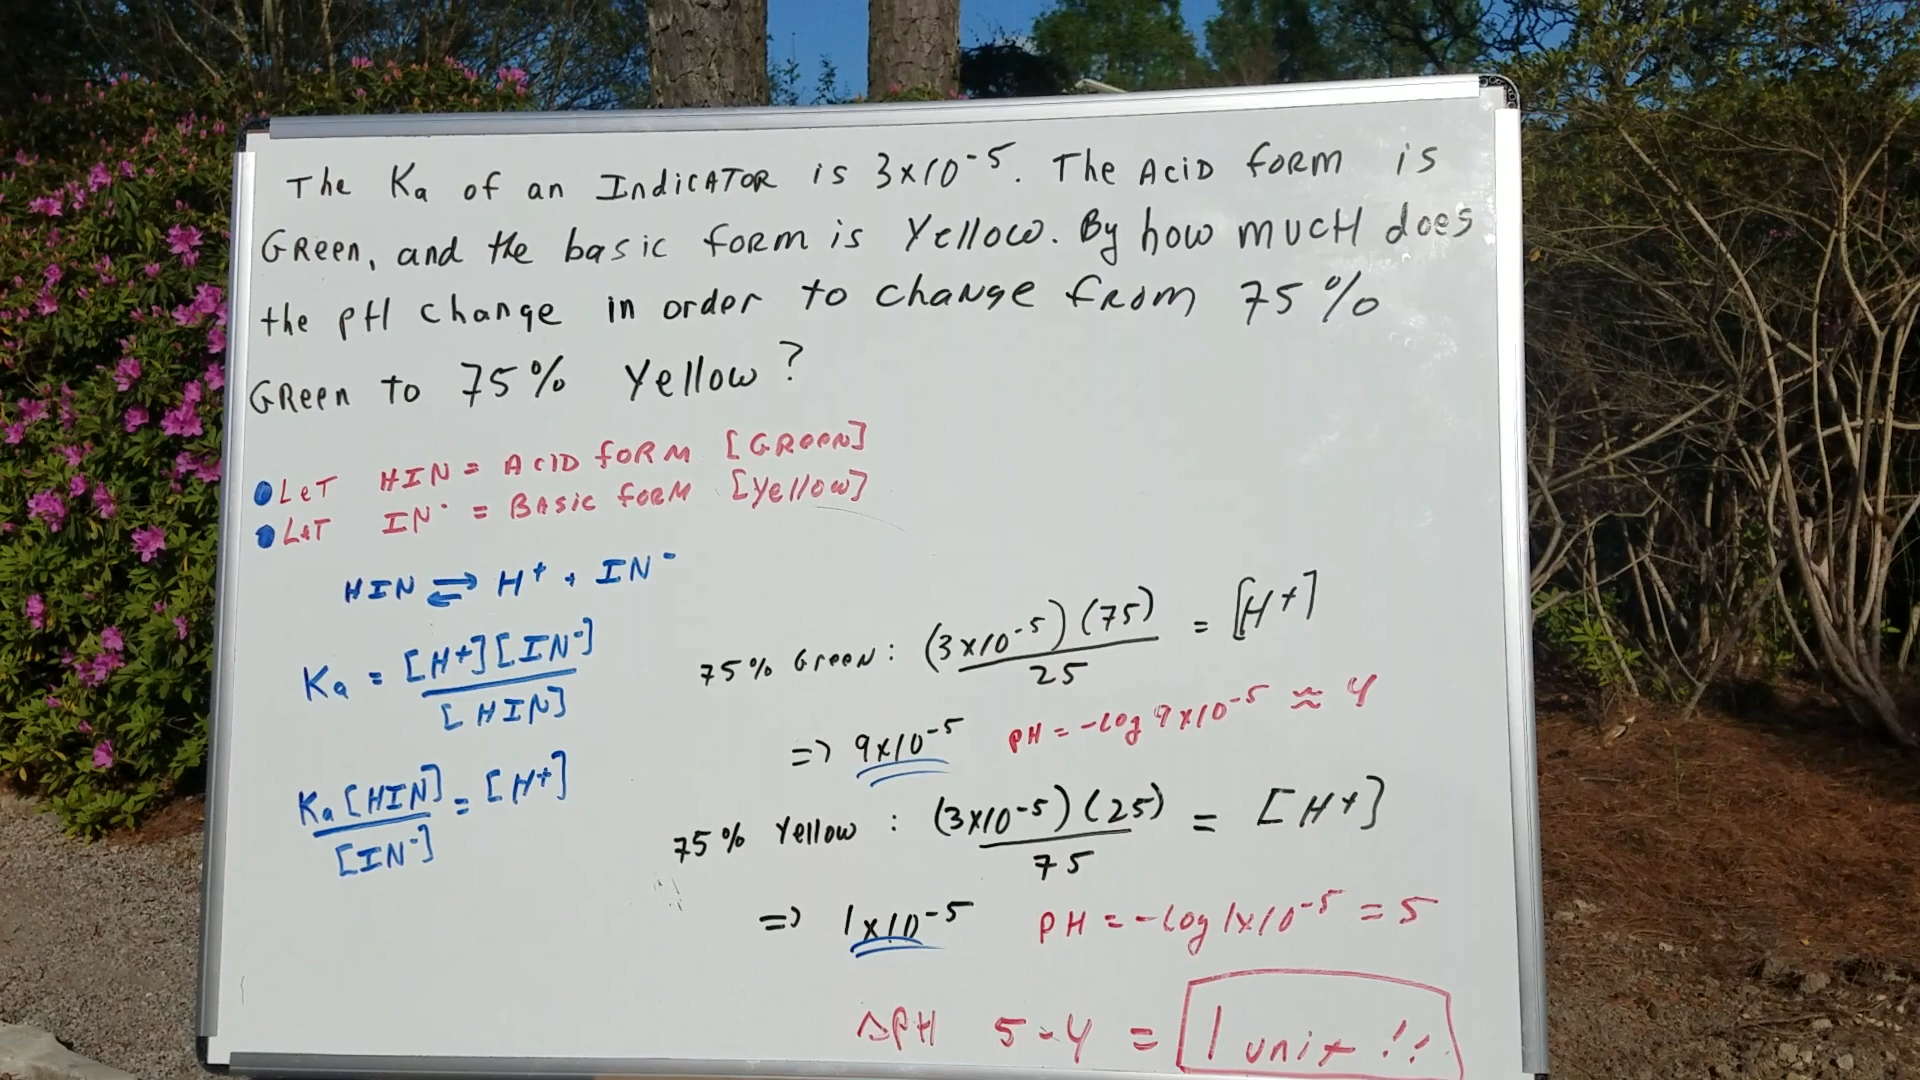 The Ka of an Indicator is 3x10⁻⁵. The Acid form is
Green, and the basic form is Yellow. By how much does
the pH change in order to change from 75%
Green to 75% Yellow?
• Let HIN = Acid form [Green]
• Let IN⁻ = Basic form [Yellow]
HIN ⇌ H⁺ + IN⁻
Ka = [H+][IN⁻] / [HIN]
Ka[HIN] / [IN⁻] = [H+]
75% Green: (3x10⁻⁵)(75) / 25 = [H+]
=> 9x10⁻⁵ pH = -log 9x10⁻⁵ ≈ 4
75% Yellow: (3x10⁻⁵)(25) / 75 = [H+]
=> 1x10⁻⁵ PH = -log 1x10⁻⁵ = 5
ΔPH 5-4 = 1 unit!!